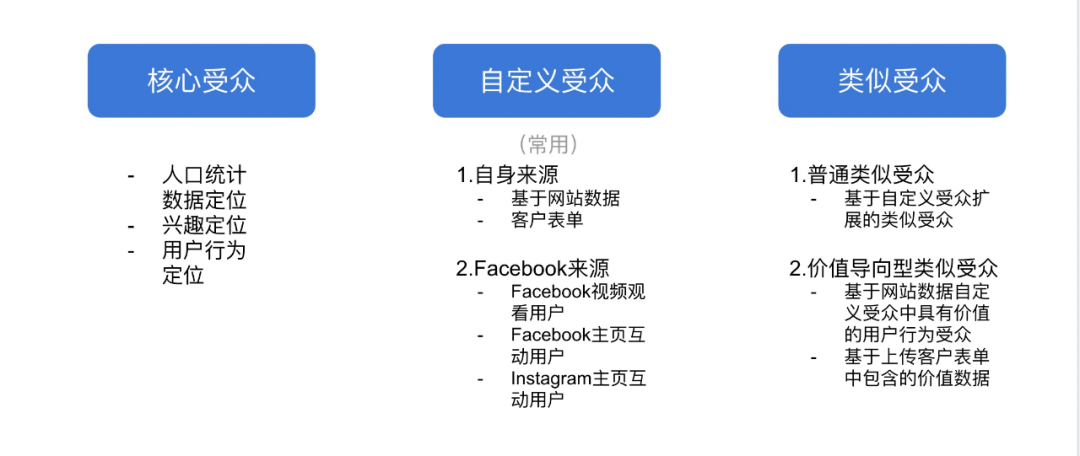 核心受众
- 人口统计
数据定位
- 兴趣定位
- 用户行为
定位
自定义受众
（常用）
1.自身来源
- 基于网站数据
- 客户表单
2.Facebook来源
- Facebook视频观
看用户
- Facebook主页互
动用户
- Instagram主页互
动用户
类似受众
1.普通类似受众
- 基于自定义受众扩
展的类似受众
2.价值导向型类似受众
- 基于网站数据自定
义受众中具有价值
的用户行为受众
- 基于上传客户表单
中包含的价值数据